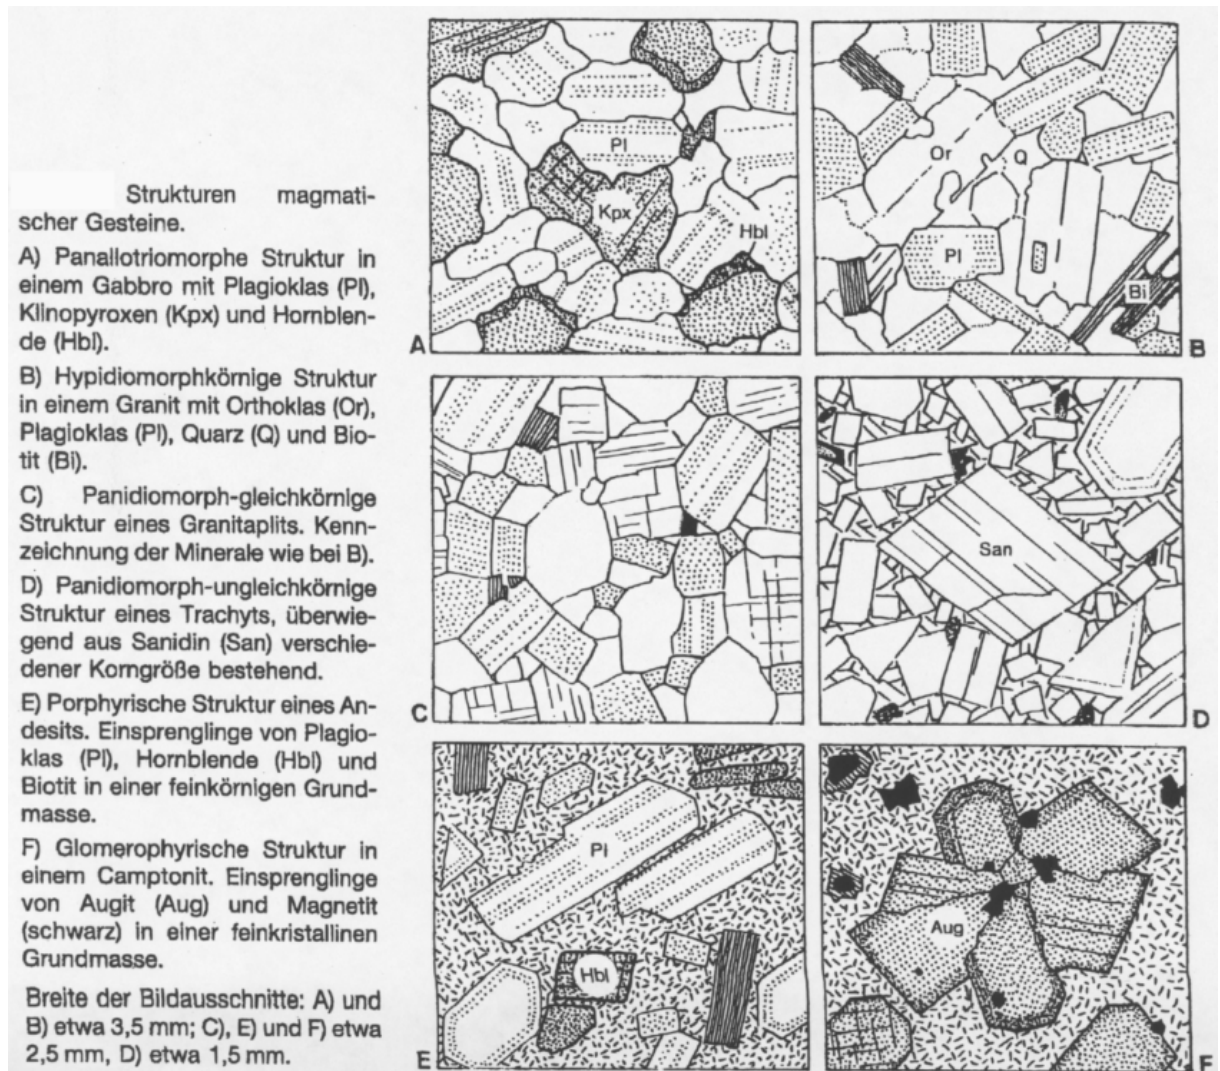 Strukturen magmati-
scher Gesteine.
A) Panallotriomorphe Struktur in
einem Gabbro mit Plagioklas (Pl),
Klinopyroxen (Kpx) und Hornblen-
de (Hbl).
B) Hypidiomorphkörnige Struktur
in einem Granit mit Orthoklas (Or),
Plagioklas (Pl), Quarz (Q) und Bio-
tit (Bi).
C) Panidiomorph-gleichkörnige
Struktur eines Granitaplits. Kenn-
zeichnung der Minerale wie bei B).
D) Panidiomorph-ungleichkörnige
Struktur eines Trachyts, überwie-
gend aus Sanidin (San) verschie-
dener Korngröße bestehend.
E) Porphyrische Struktur eines An-
desits. Einsprenglinge von Plagio-
klas (Pl), Hornblende (Hbl) und
Biotit in einer feinkörnigen Grund-
masse.
F) Glomerophyrische Struktur in
einem Camptonit. Einsprenglinge
von Augit (Aug) und Magnetit
(schwarz) in einer feinkristallinen
Grundmasse.
Breite der Bildausschnitte: A) und
B) etwa 3,5 mm; C), E) und F) etwa
2,5 mm, D) etwa 1,5 mm.
Pl
Kpx
Hbl
A
Or
Q
Pl
Bi
B
C
San
D
Pl
Hbl
E
Aug
F